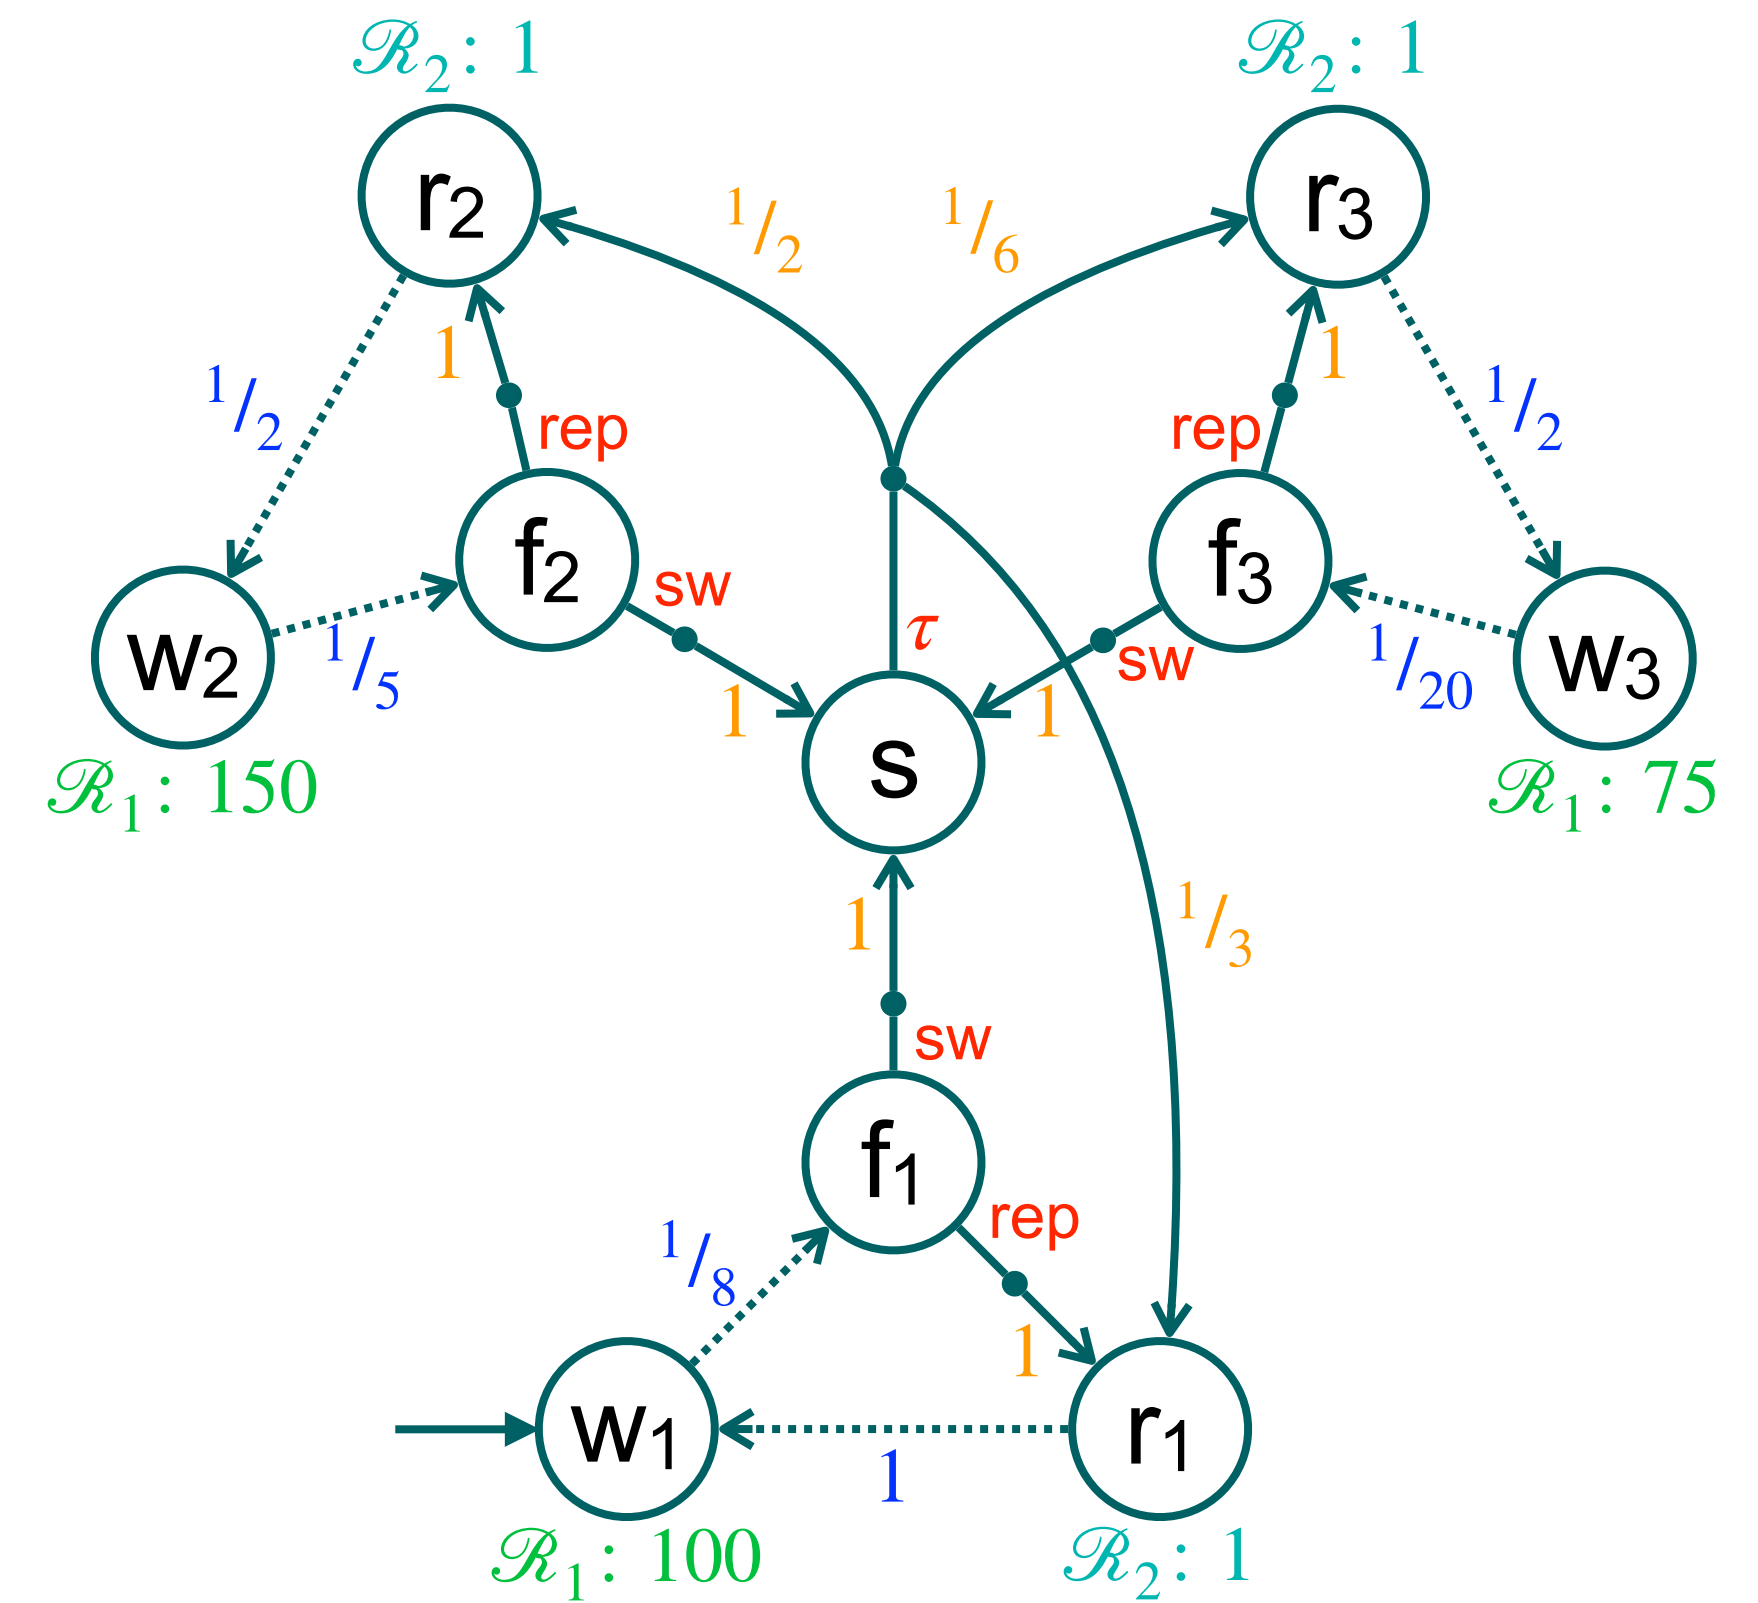 ℛ₂: 1
ℛ₂: 1
r₂
r₃
¹/₂
¹/₆
1
1
¹/₂
¹/₂
rep
rep
f₂
f₃
sw
τ
sw
w₂
w₃
¹/₅
¹/₂₀
1
1
s
ℛ₁: 150
ℛ₁: 75
1
¹/₃
sw
f₁
rep
¹/₈
1
w₁
r₁
1
ℛ₁: 100
ℛ₂: 1